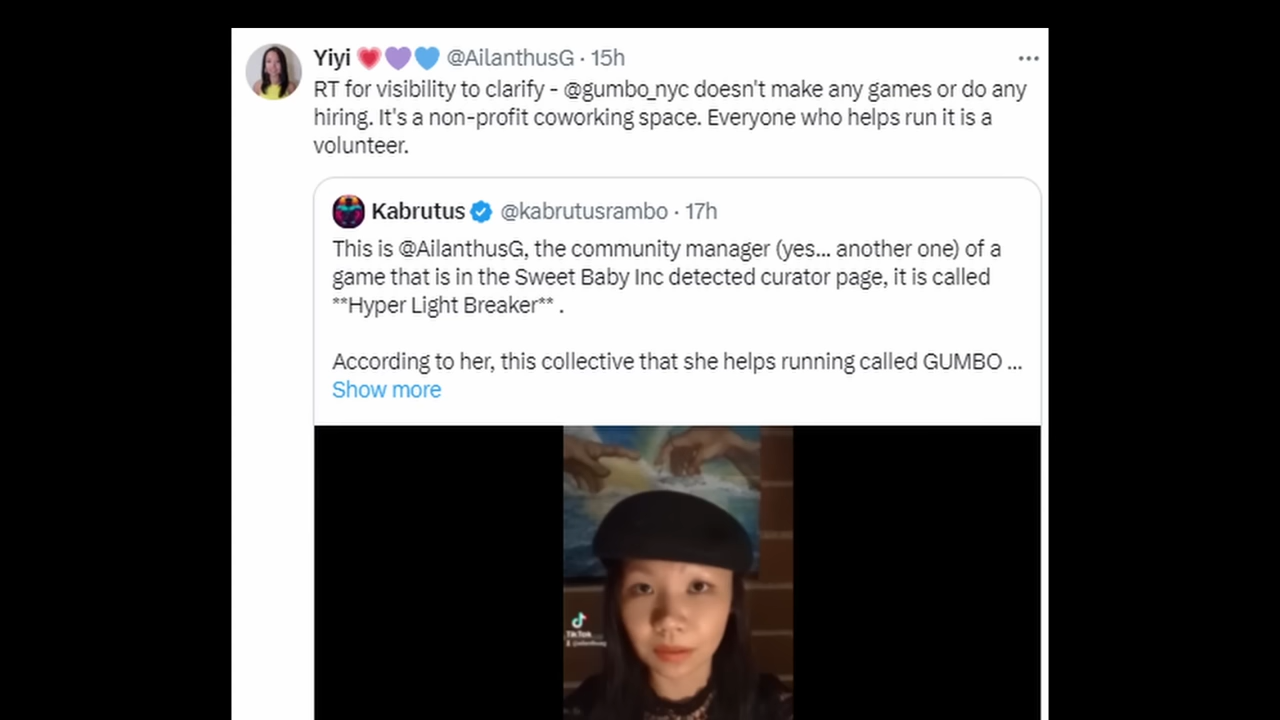 Yiyi 💗💜💙 @AilanthusG · 15h
RT for visibility to clarify - @gumbo_nyc doesn't make any games or do any
hiring. It's a non-profit coworking space. Everyone who helps run it is a
volunteer.
Kabrutus @kabrutusrambo · 17h
This is @AilanthusG, the community manager (yes... another one) of a
game that is in the Sweet Baby Inc detected curator page, it is called
**Hyper Light Breaker** .
According to her, this collective that she helps running called GUMBO ...
Show more
TikTok